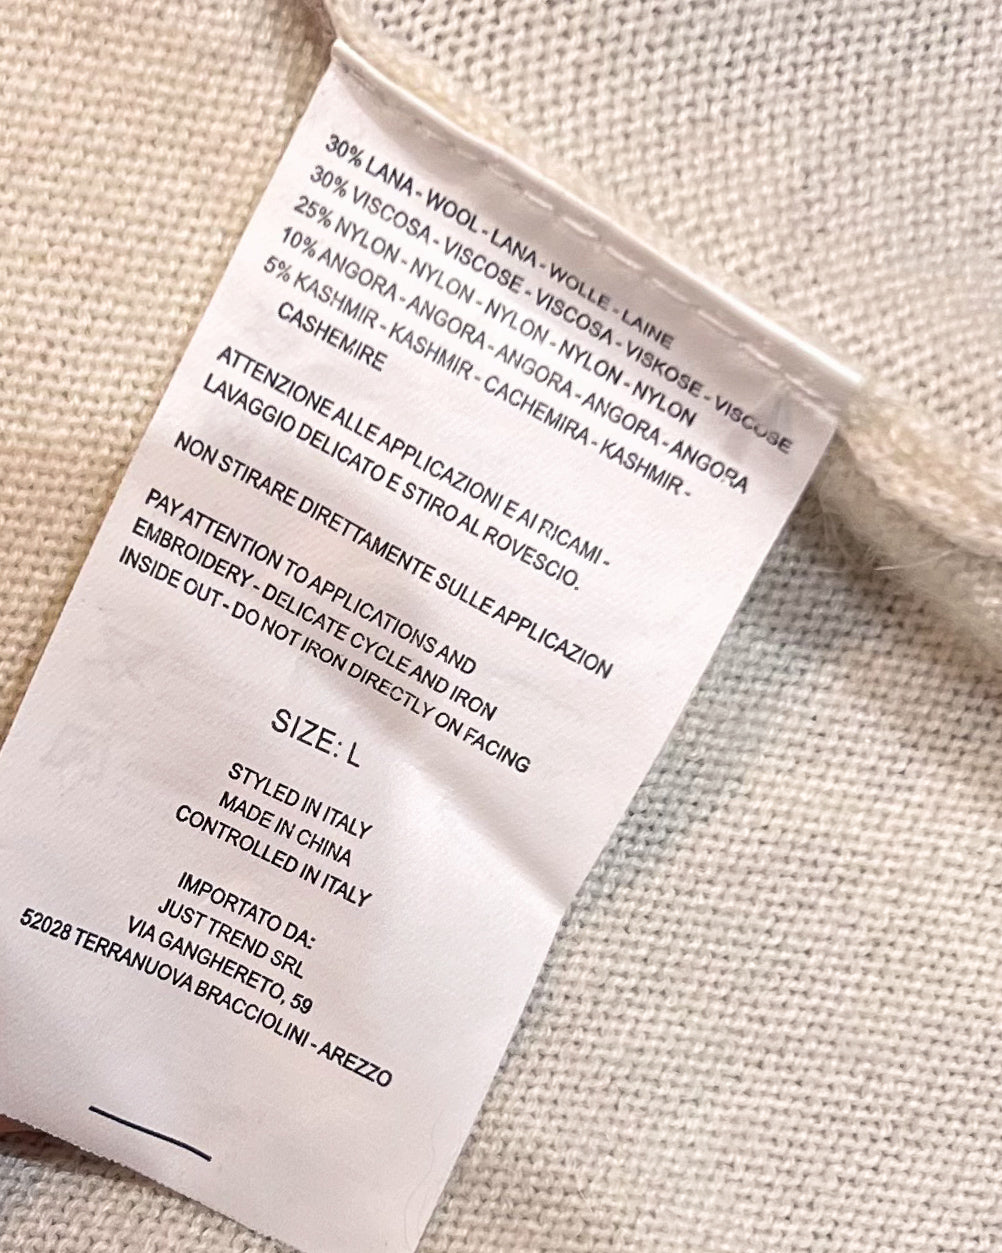 30% LANA - WOOL - LANA - WOLLE - LAINE
30% VISCOSA - VISCOSE - VISCOSA - VISKOSE - VISCOSE
25% NYLON - NYLON - NYLON - NYLON - NYLON
10% ANGORA - ANGORA - ANGORA - ANGORA - ANGORA
5% KASHMIR - KASHMIR - CACHEMIRA - KASHMIR -
CASHEMIRE
ATTENZIONE ALLE APPLICAZIONI E AI RICAMI -
LAVAGGIO DELICATO E STIRO AL ROVESCIO.
NON STIRARE DIRETTAMENTE SULLE APPLICAZION
PAY ATTENTION TO APPLICATIONS AND
EMBROIDERY - DELICATE CYCLE AND IRON
INSIDE OUT - DO NOT IRON DIRECTLY ON FACING
SIZE: L
STYLED IN ITALY
MADE IN CHINA
CONTROLLED IN ITALY
IMPORTATO DA:
JUST TREND SRL
VIA GANGHERETO, 59
52028 TERRANUOVA BRACCIOLINI - AREZZO